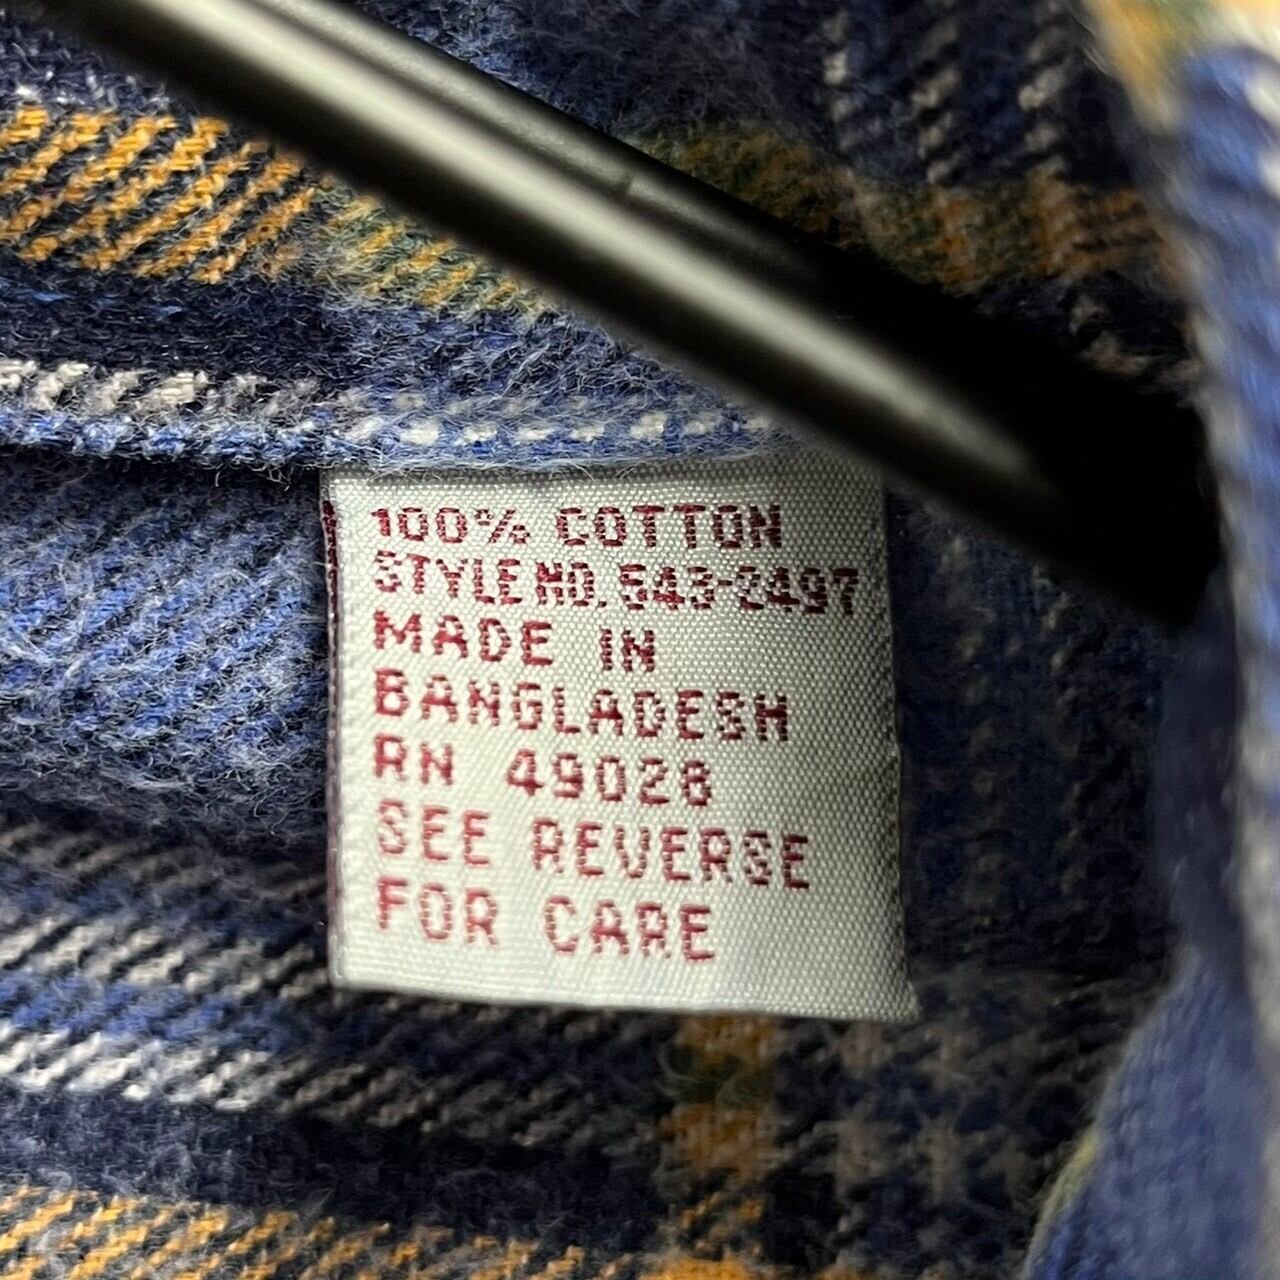 100% COTTON
STYLE NO. 543-2497
MADE IN
BANGLADESH
RN 49028
SEE REVERSE
FOR CARE